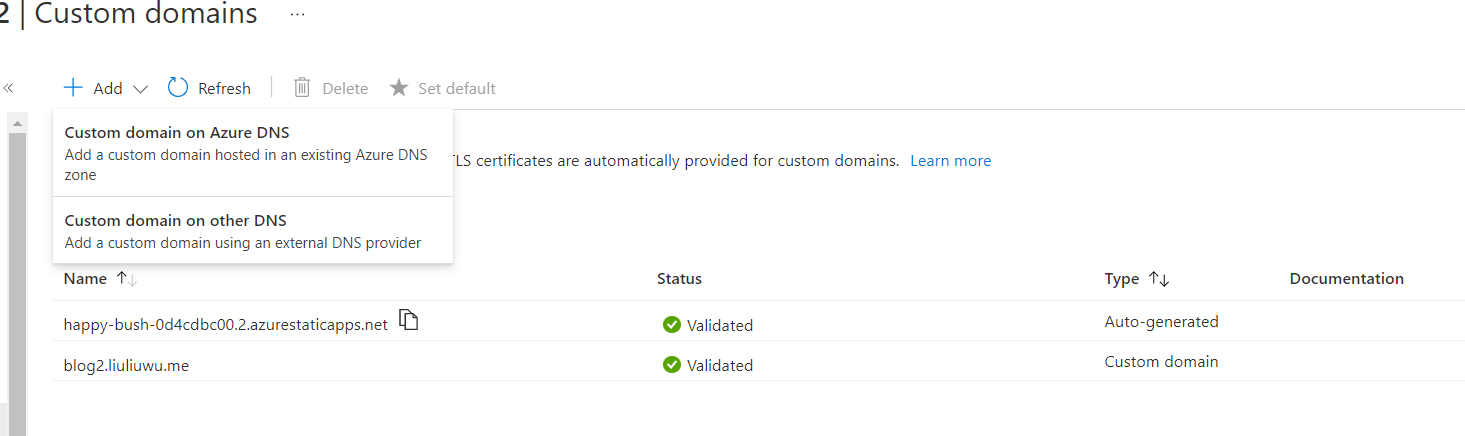 2 | Custom domains ...
« + Add Refresh Delete Set default
Custom domain on Azure DNS
Add a custom domain hosted in an existing Azure DNS
zone
TLS certificates are automatically provided for custom domains. Learn more
Custom domain on other DNS
Add a custom domain using an external DNS provider
Name Status Type Documentation
happy-bush-0d4cdbc00.2.azurestaticapps.net Validated Auto-generated
blog2.liuliuwu.me Validated Custom domain